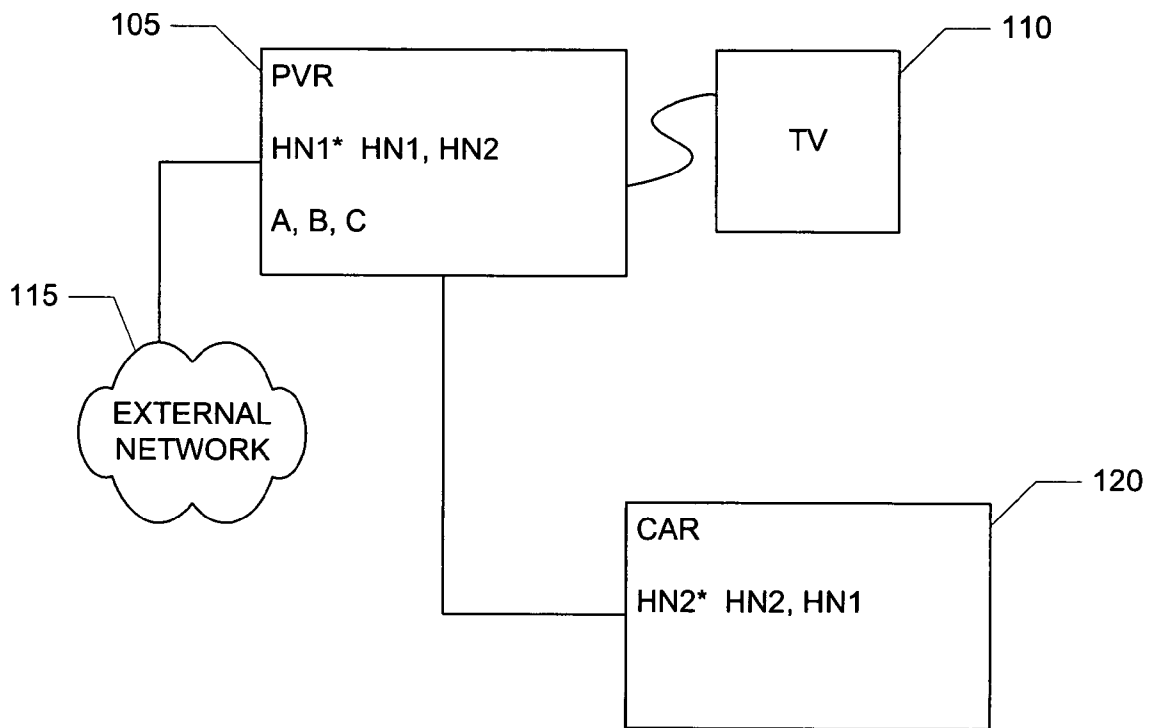 105
110
PVR
TV
HN1* HN1, HN2
A, B, C
115
EXTERNAL
NETWORK
120
CAR
HN2* HN2, HN1